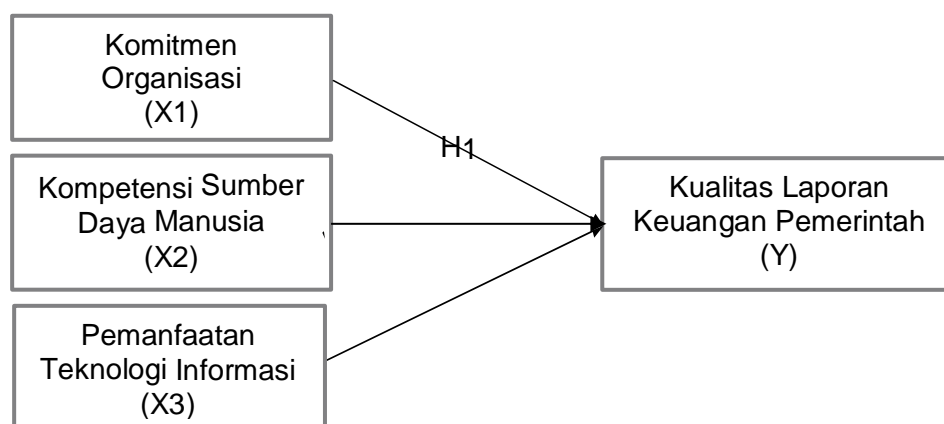 Komitmen
Organisasi
(X1)
H1
Kompetensi Sumber
Daya Manusia
(X2)
Kualitas Laporan
Keuangan Pemerintah
(Y)
Pemanfaatan
Teknologi Informasi
(X3)